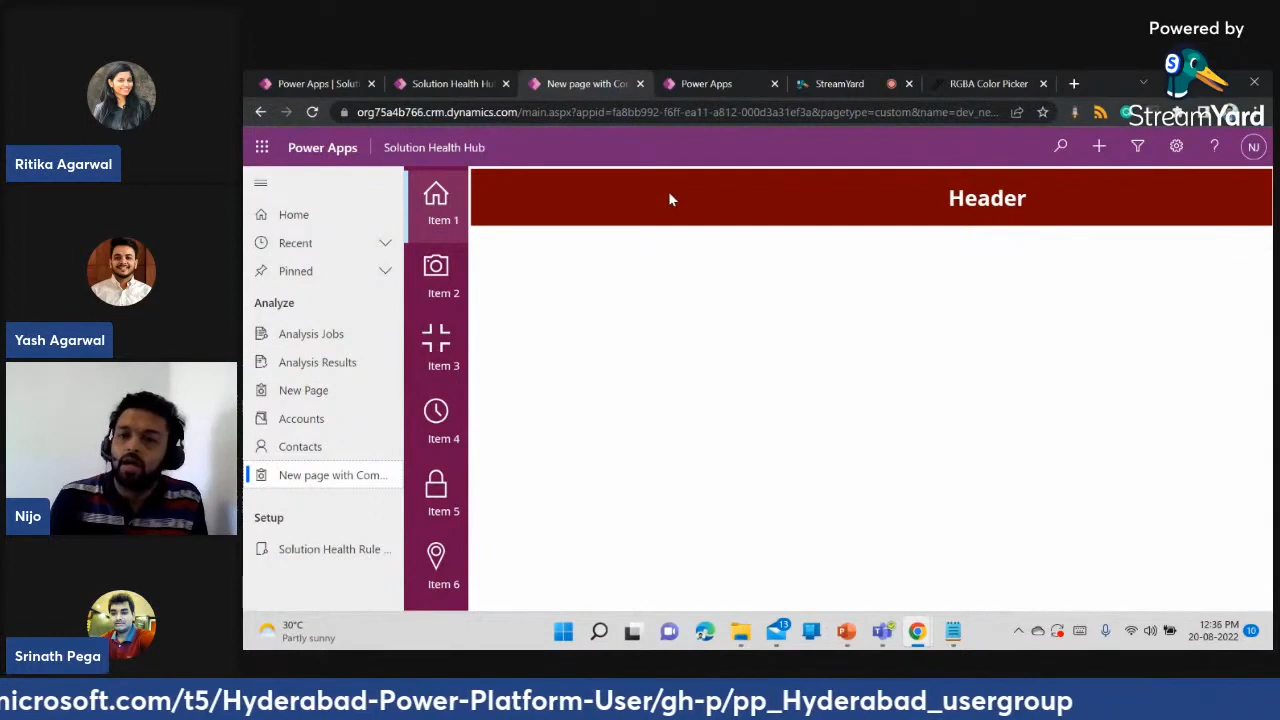 Powered by
StreamYard
Ritika Agarwal
Yash Agarwal
Nijo
Srinath Pega
Power Apps | Solut
Solution Health Hu
New page with Com
Power Apps
StreamYard
RGBA Color Picker
org75a4b766.crm.dynamics.com/main.aspx?appid=fa8bb992-f6ff-ea11-a812-000d3a31ef3a&pagetype=custom&name=dev_ne...
Power Apps
Solution Health Hub
NJ
Home
Recent
Pinned
Analyze
Analysis Jobs
Analysis Results
New Page
Accounts
Contacts
New page with Com...
Setup
Solution Health Rule ...
Item 1
Item 2
Item 3
Item 4
Item 5
Item 6
Header
30°C
Partly sunny
13
12:36 PM
20-08-2022
10
microsoft.com/t5/Hyderabad-Power-Platform-User/gh-p/pp_Hyderabad_usergroup